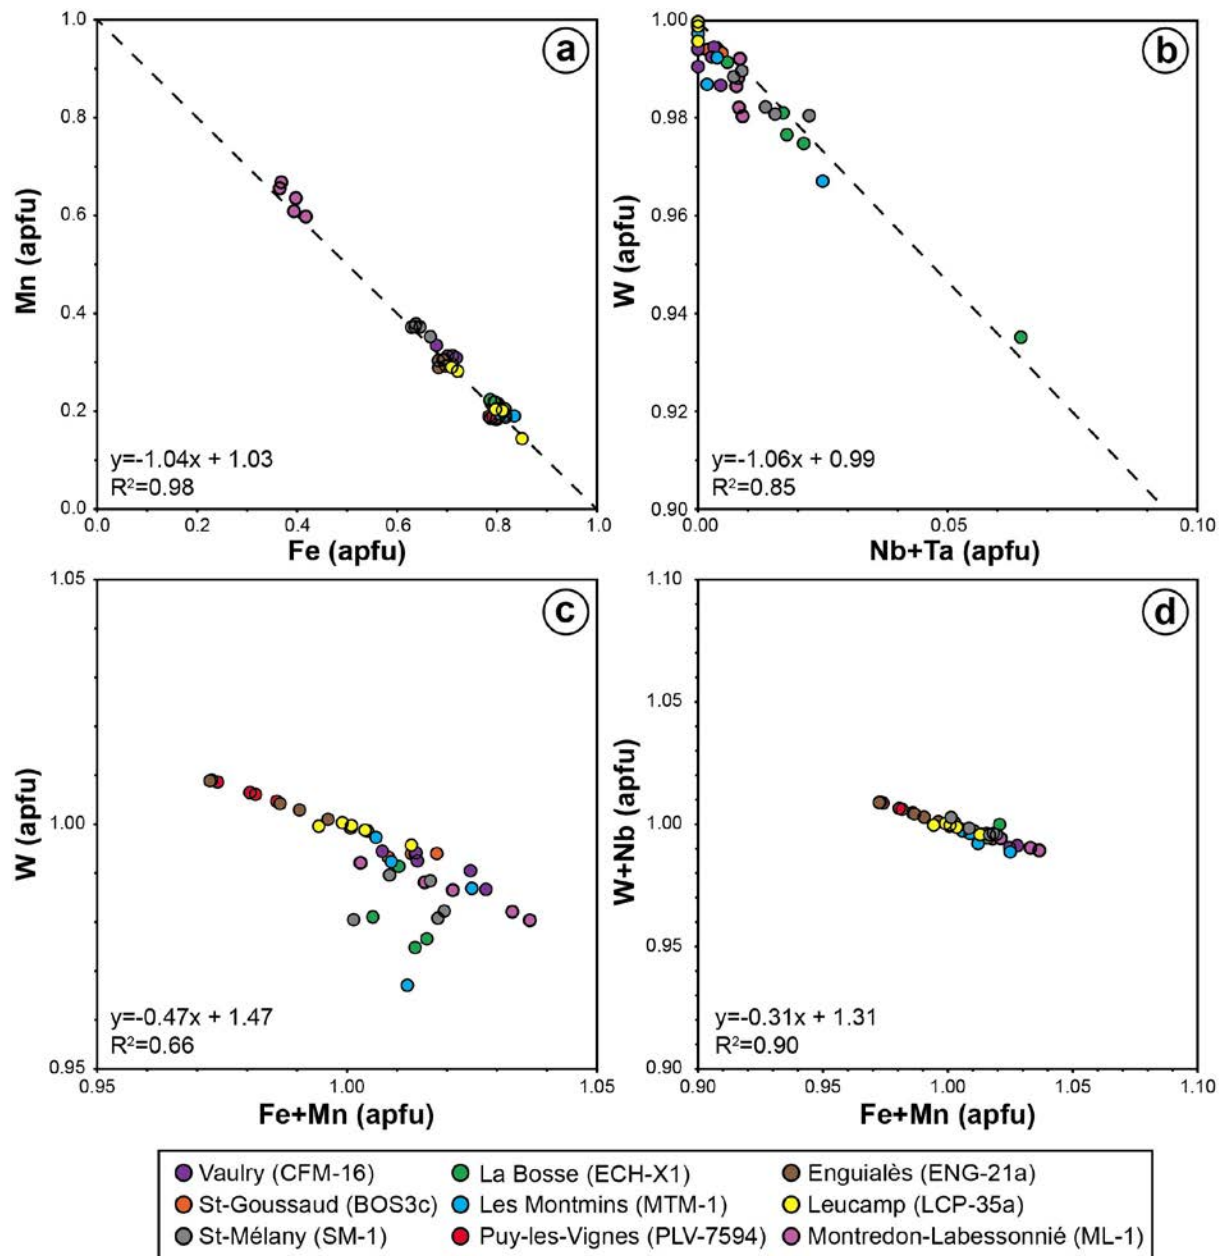 a
1.0
0.8
0.6
0.4
0.2
0.0
Mn (apfu)
y=-1.04x + 1.03
R²=0.98
0.0 0.2 0.4 0.6 0.8 1.0
Fe (apfu)
b
1.00
0.98
0.96
0.94
0.92
0.90
W (apfu)
y=-1.06x + 0.99
R²=0.85
0.00 0.05 0.10
Nb+Ta (apfu)
c
1.05
1.00
0.95
W (apfu)
y=-0.47x + 1.47
R²=0.66
0.95 1.00 1.05
Fe+Mn (apfu)
d
1.10
1.05
1.00
0.95
0.90
W+Nb (apfu)
y=-0.31x + 1.31
R²=0.90
0.90 0.95 1.00 1.05 1.10
Fe+Mn (apfu)
Vaulry (CFM-16) La Bosse (ECH-X1) Enguialès (ENG-21a)
St-Goussaud (BOS3c) Les Montmins (MTM-1) Leucamp (LCP-35a)
St-Mélany (SM-1) Puy-les-Vignes (PLV-7594) Montredon-Labessonnié (ML-1)